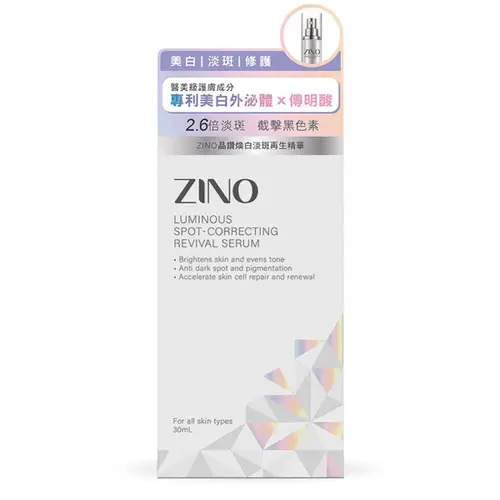 ZINO
美白|淡斑|修護
醫美級護膚成分
專利美白外泌體 x 傳明酸
2.6倍淡斑 截擊黑色素
ZINO晶鑽煥白淡斑再生精華
ZINO
LUMINOUS
SPOT-CORRECTING
REVIVAL SERUM
• Brightens skin and evens tone
• Anti dark spot and pigmentation
• Accelerate skin cell repair and renewal
For all skin types
30mL